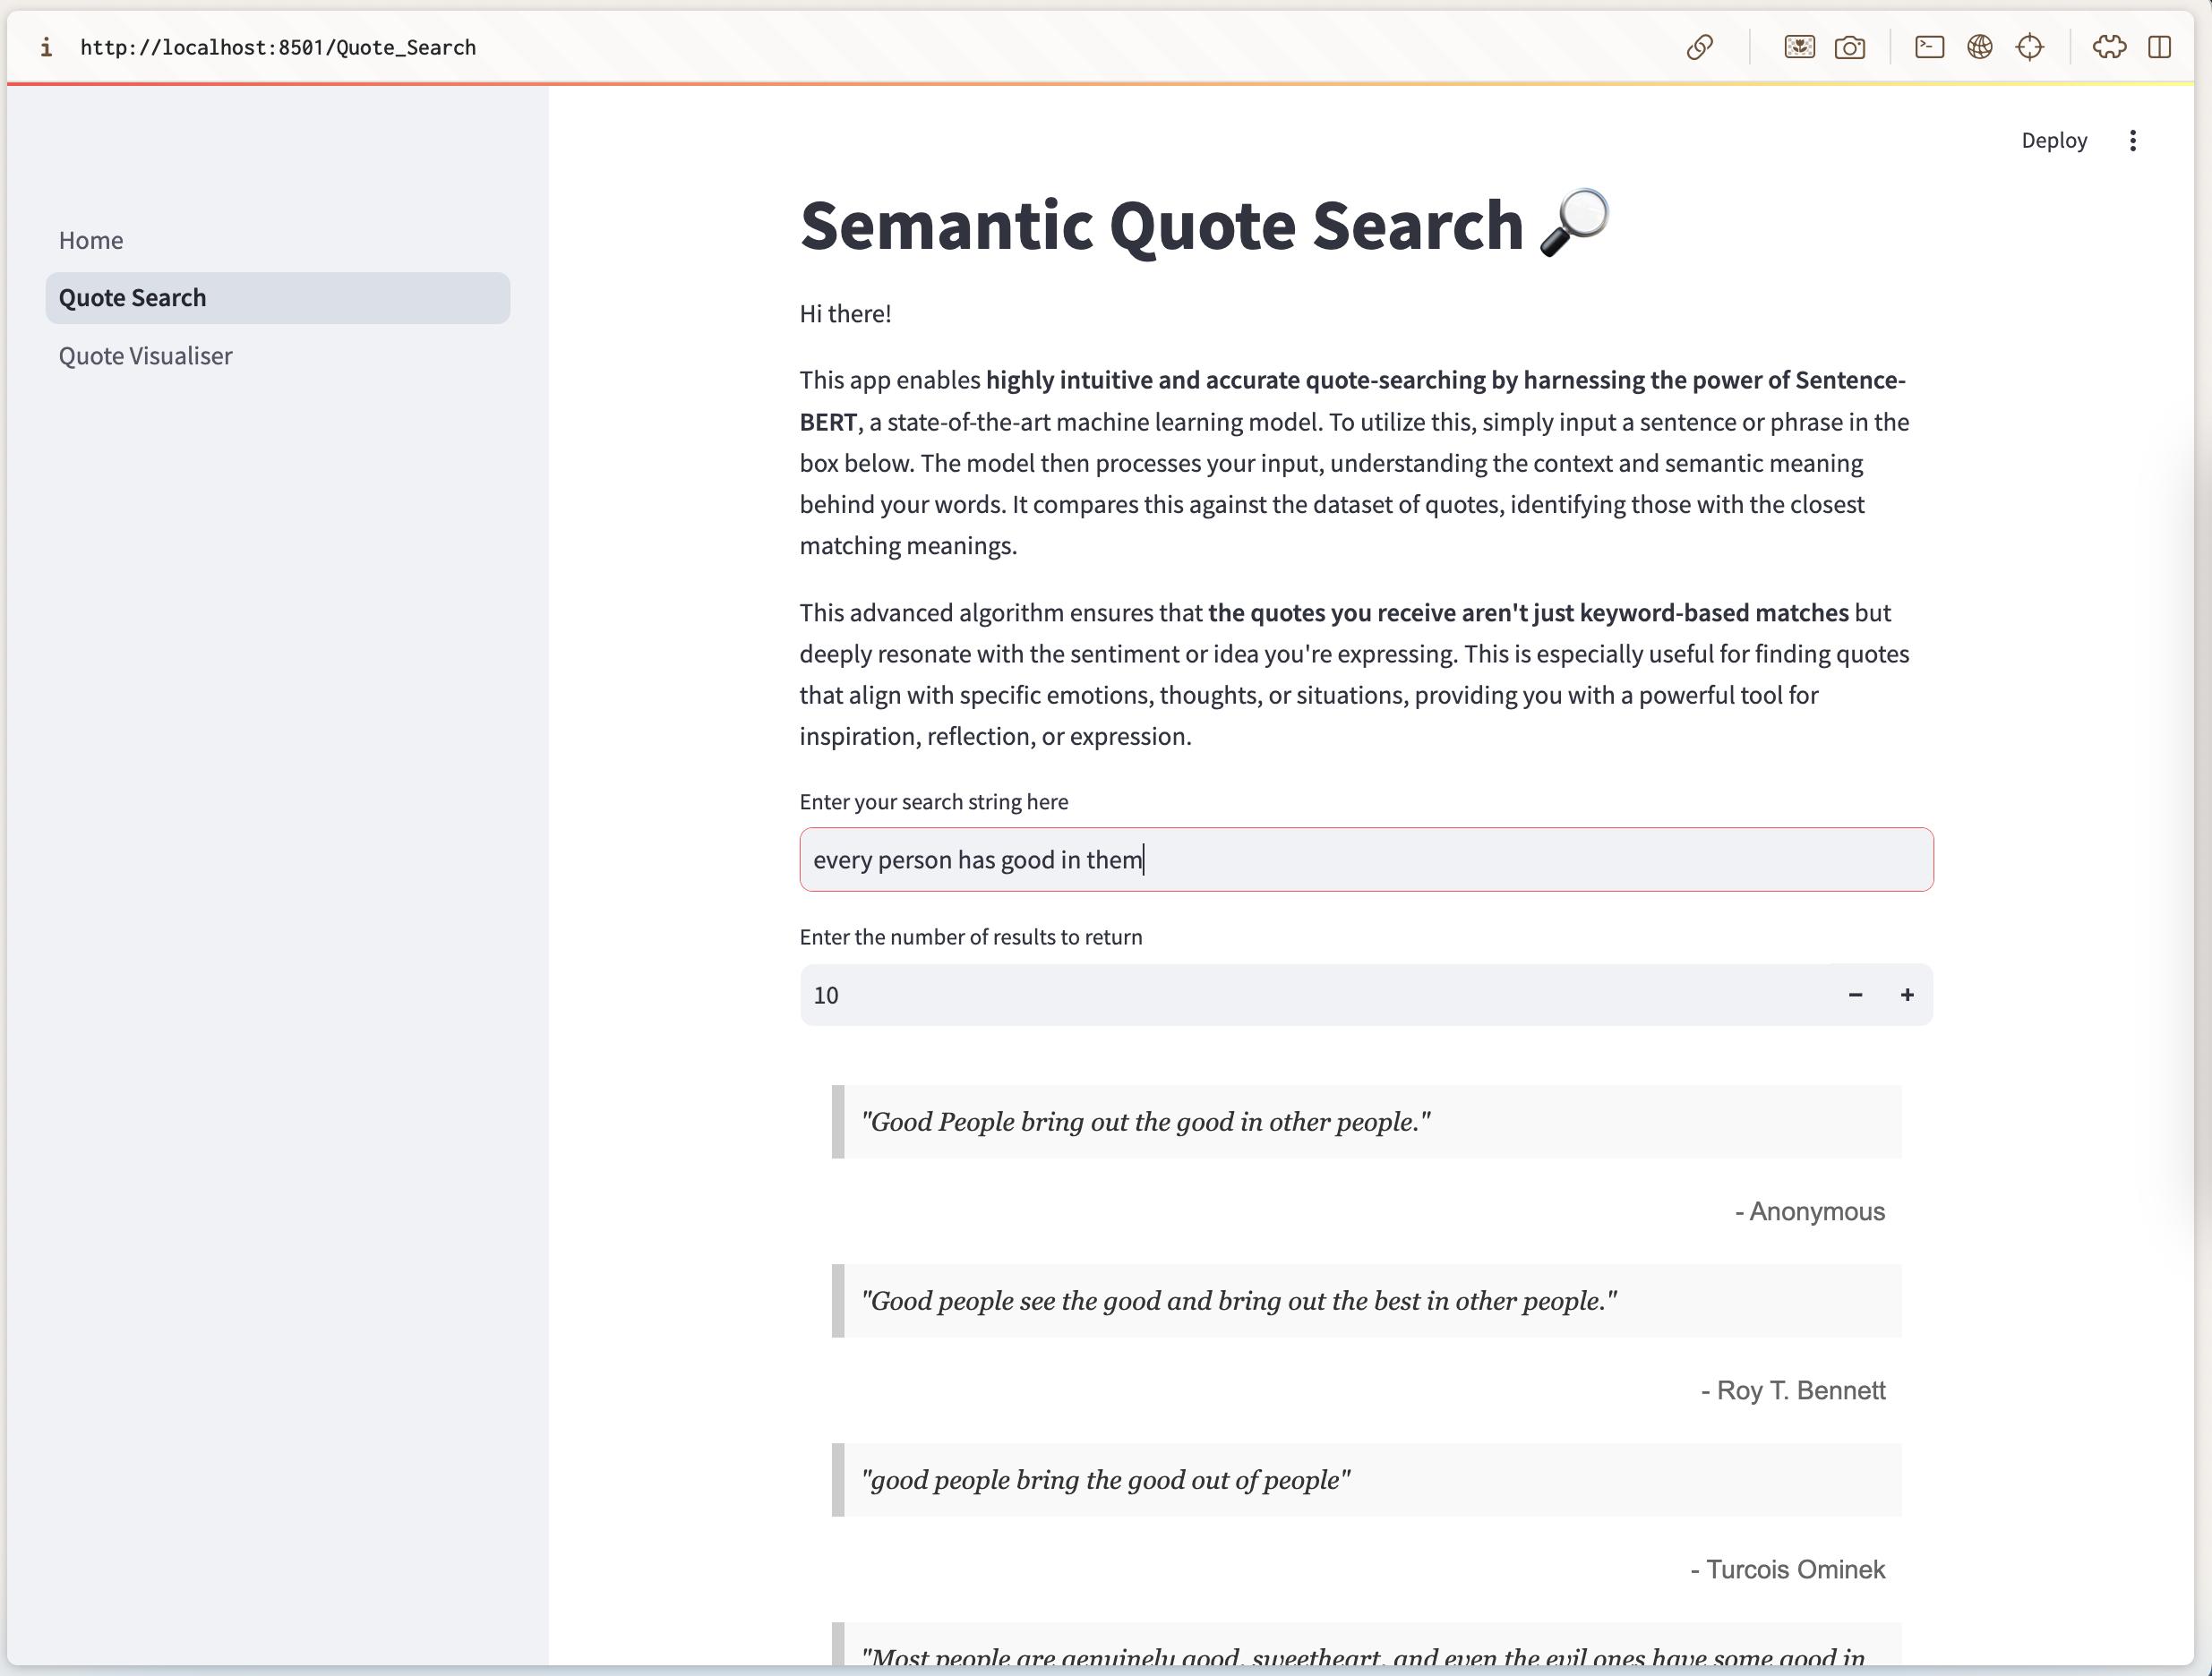 http://localhost:8501/Quote_Search
Deploy
Home
Quote Search
Quote Visualiser
Semantic Quote Search
Hi there!
This app enables highly intuitive and accurate quote-searching by harnessing the power of Sentence-
BERT, a state-of-the-art machine learning model. To utilize this, simply input a sentence or phrase in the
box below. The model then processes your input, understanding the context and semantic meaning
behind your words. It compares this against the dataset of quotes, identifying those with the closest
matching meanings.
This advanced algorithm ensures that the quotes you receive aren't just keyword-based matches but
deeply resonate with the sentiment or idea you're expressing. This is especially useful for finding quotes
that align with specific emotions, thoughts, or situations, providing you with a powerful tool for
inspiration, reflection, or expression.
Enter your search string here
every person has good in them
Enter the number of results to return
10
"Good People bring out the good in other people."
- Anonymous
"Good people see the good and bring out the best in other people."
- Roy T. Bennett
"good people bring the good out of people"
- Turcois Ominek
"Most people are genuinely good, sweetheart, and even the evil ones have some good in